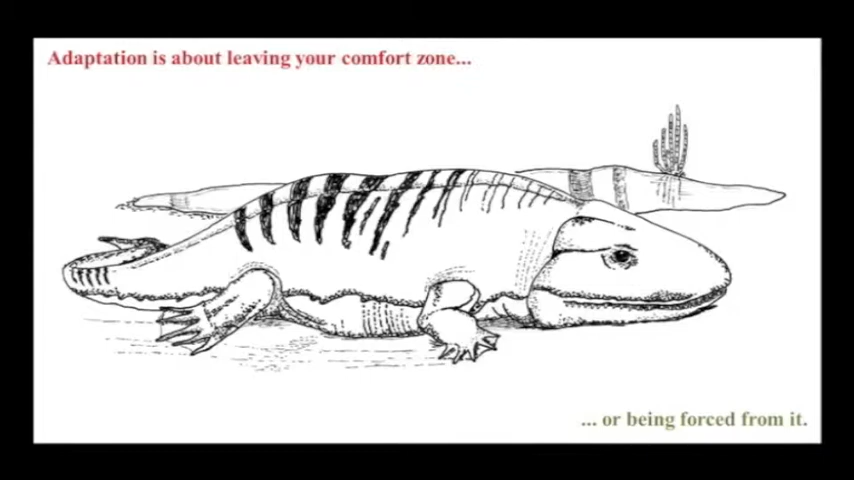 Adaptation is about leaving your comfort zone...
... or being forced from it.